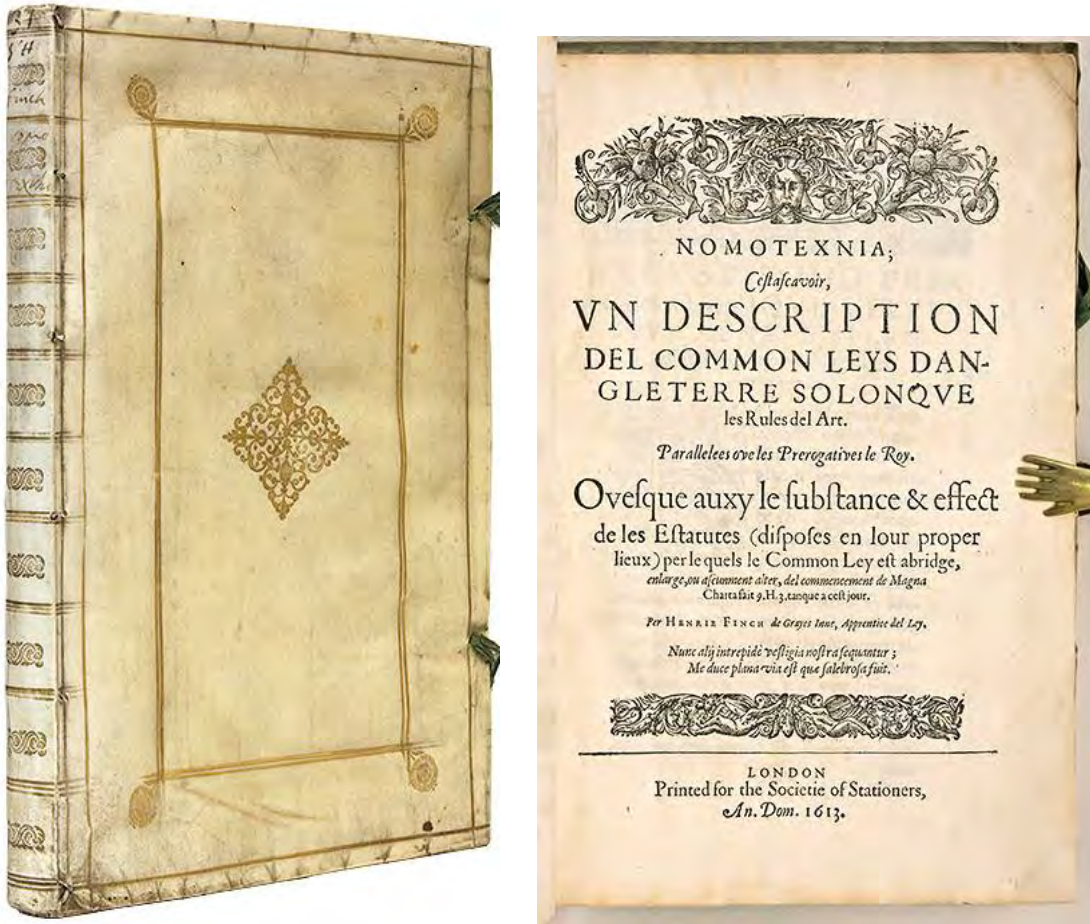 27
NOMOTEXNIA;
Cestascavoir,
VN DESCRIPTION
DEL COMMON LEYS DAN-
GLETERRE SOLONQVE
les Rules del Art.
Parallelees ove les Prerogatives le Roy.
Ovesque auxy le substance & effect
de les Estatutes (disposes en lour proper
lieux) per le quels le Common Ley est abridge,
enlarge, ou ascunment alter, del commencement de Magna
Charta fait 9. H. 3. tanque a cest jour.
Per HENRIE FINCH de Grayes Inne, Apprentice del Ley.
Nunc alij intrepidè vestigia nostra sequantur;
Me duce plana via est quæ salebrosa fuit.
LONDON
Printed for the Societie of Stationers,
An. Dom. 1613.